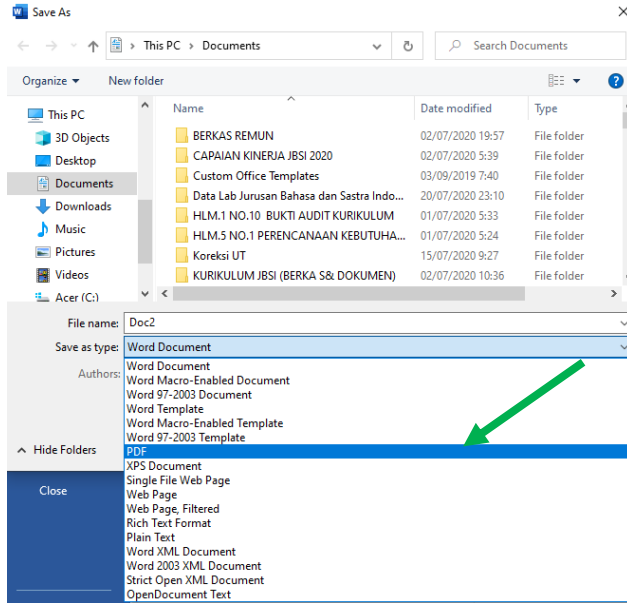 Save As
This PC > Documents
Search Documents
Organize
New folder
Name Date modified Type
This PC
3D Objects
Desktop
Documents
Downloads
Music
Pictures
Videos
Acer (C:)
BERKAS REMUN 02/07/2020 19:57 File folder
CAPAIAN KINERJA JBSI 2020 02/07/2020 5:39 File folder
Custom Office Templates 03/09/2019 7:40 File folder
Data Lab Jurusan Bahasa dan Sastra Indo... 20/07/2020 23:10 File folder
HLM.1 NO.10 BUKTI AUDIT KURIKULUM 01/07/2020 5:33 File folder
HLM.5 NO.1 PERENCANAAN KEBUTUHA... 01/07/2020 5:24 File folder
Koreksi UT 15/07/2020 9:27 File folder
KURIKULUM JBSI (BERKA S& DOKUMEN) 02/07/2020 10:36 File folder
File name: Doc2
Save as type: Word Document
Authors:
Word Document
Word Macro-Enabled Document
Word 97-2003 Document
Word Template
Word Macro-Enabled Template
Word 97-2003 Template
PDF
XPS Document
Single File Web Page
Web Page
Web Page, Filtered
Rich Text Format
Plain Text
Word XML Document
Word 2003 XML Document
Strict Open XML Document
OpenDocument Text
Hide Folders
Close